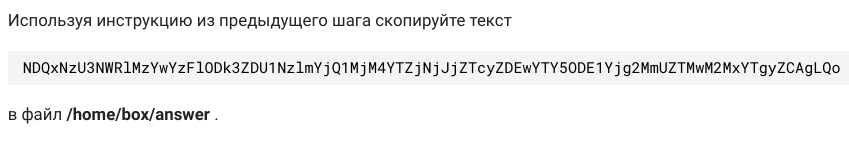 Используя инструкцию из предыдущего шага скопируйте текст
NDQxNzU3NWRlMzYwYzFlODk3ZDU1NzlmYjQ1MjM4YTZjNjJjZTcyZDEwYTY5ODE1Yjg2MmUZTMwM2MxYTgyZCAgLQo
в файл /home/box/answer .